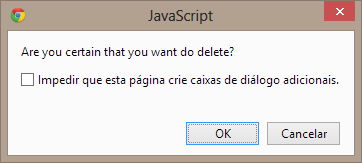 JavaScript
Are you certain that you want do delete?
Impedir que esta página crie caixas de diálogo adicionais.
OK
Cancelar